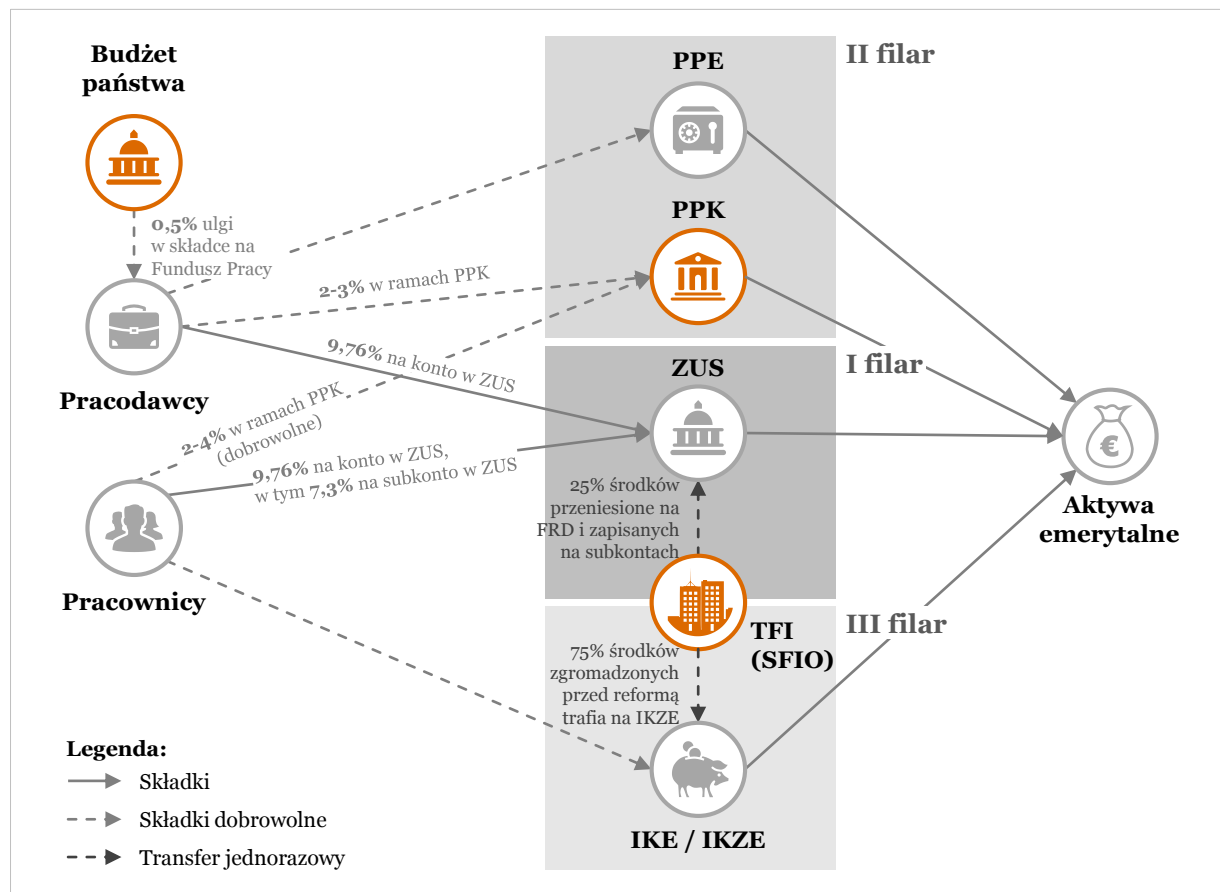 Budżet
państwa
PPE
II filar
0,5% ulgi
w składce na
Fundusz Pracy
PPK
2-3% w ramach PPK
9,76% na konto w ZUS
ZUS
I filar
Pracodawcy
2-4% w ramach PPK
(dobrowolne)
9,76% na konto w ZUS,
w tym 7,3% na subkonto w ZUS
25% środków
przeniesione na
FRD i zapisanych
na subkontach
€
Aktywa
emerytalne
Pracownicy
TFI
(SFIO)
III filar
75% środków
zgromadzonych
przed reformą
trafia na IKZE
IKE / IKZE
Legenda:
Składki
Składki dobrowolne
Transfer jednorazowy